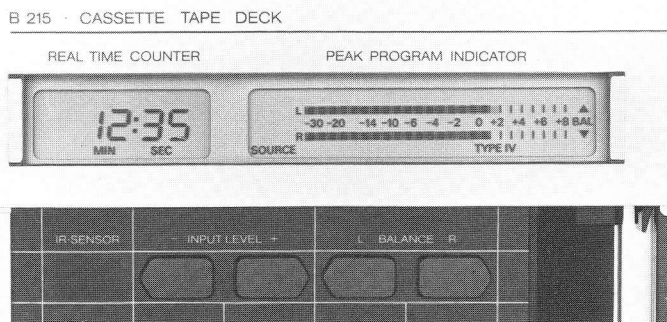 B 215 · CASSETTE TAPE DECK
REAL TIME COUNTER PEAK PROGRAM INDICATOR
12:35
MIN SEC
L
-30 -20 -14 -10 -6 -4 -2 0 +2 +4 +6 +8 BAL
R
SOURCE TYPE IV
IR-SENSOR - INPUT LEVEL + L BALANCE R